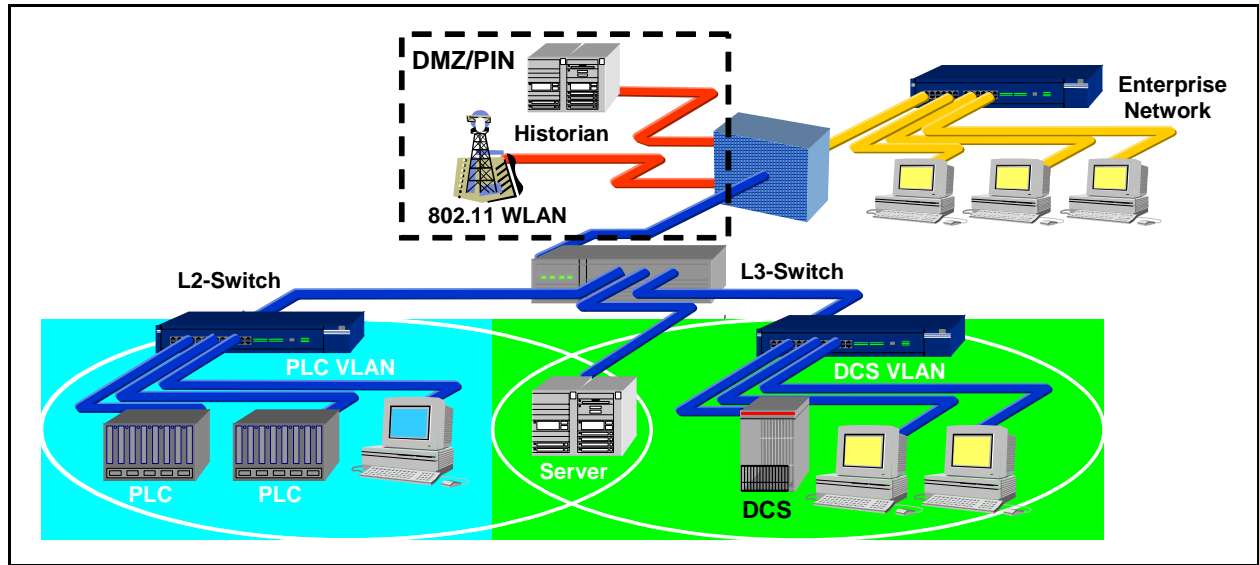 DMZ/PIN
Historian
802.11 WLAN
Enterprise
Network
L2-Switch
L3-Switch
PLC VLAN
DCS VLAN
PLC
PLC
Server
DCS